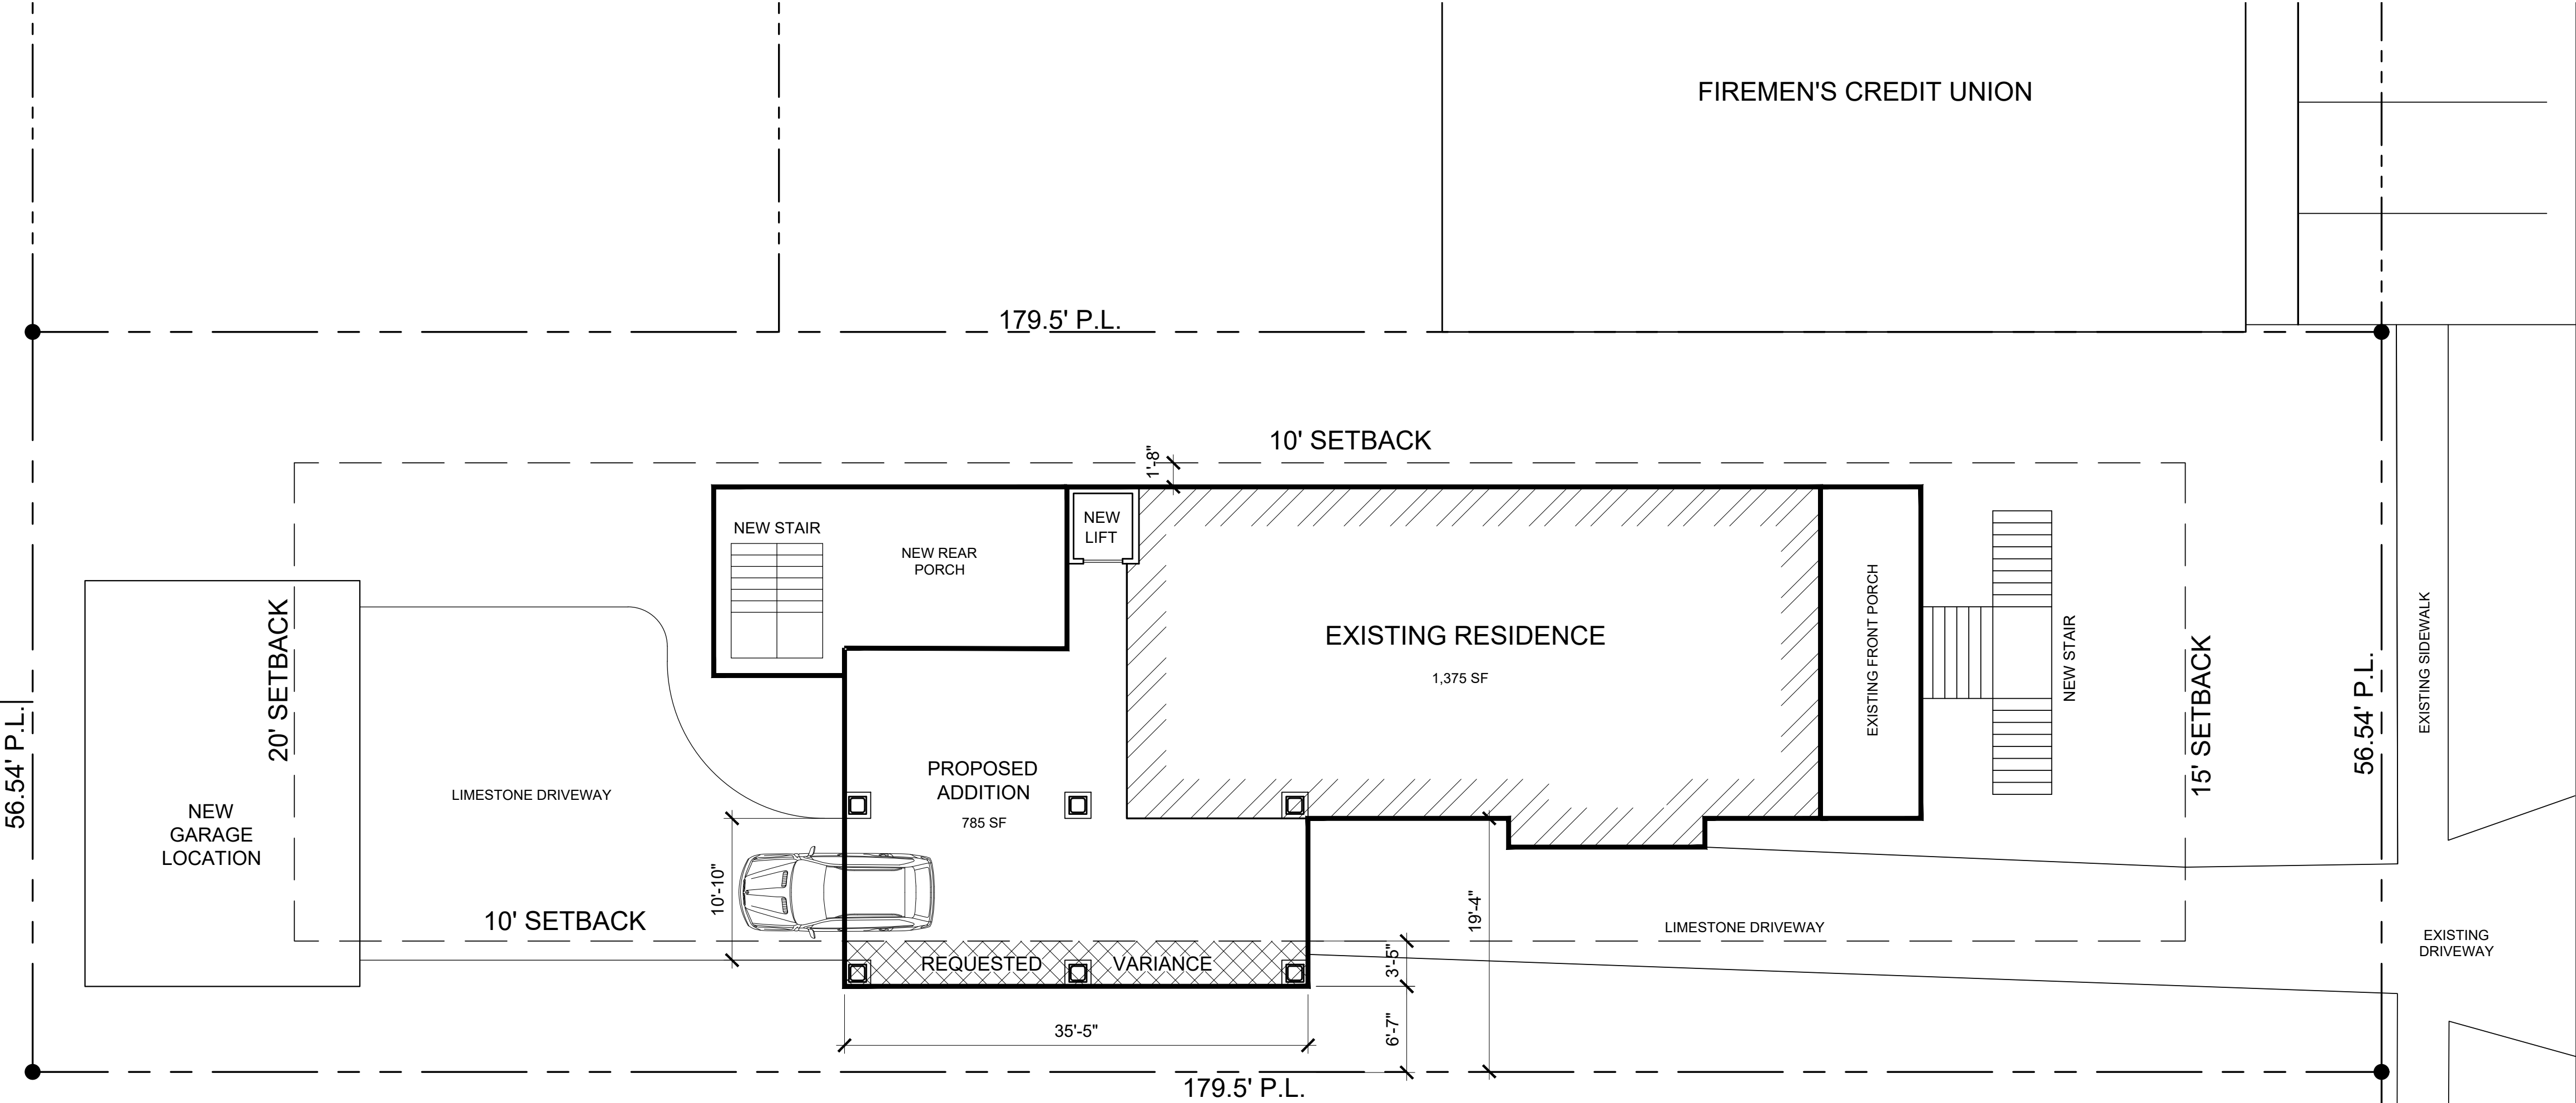 FIREMEN'S CREDIT UNION
179.5' P.L.
10' SETBACK
1'-8"
NEW STAIR
NEW REAR
PORCH
NEW
LIFT
EXISTING RESIDENCE
1,375 SF
EXISTING FRONT PORCH
NEW STAIR
15' SETBACK
56.54' P.L.
EXISTING SIDEWALK
20' SETBACK
56.54' P.L.
NEW
GARAGE
LOCATION
LIMESTONE DRIVEWAY
PROPOSED
ADDITION
785 SF
10'-10"
10' SETBACK
REQUESTED VARIANCE
3'-5"
19'-4"
LIMESTONE DRIVEWAY
EXISTING
DRIVEWAY
35'-5"
6'-7"
179.5' P.L.